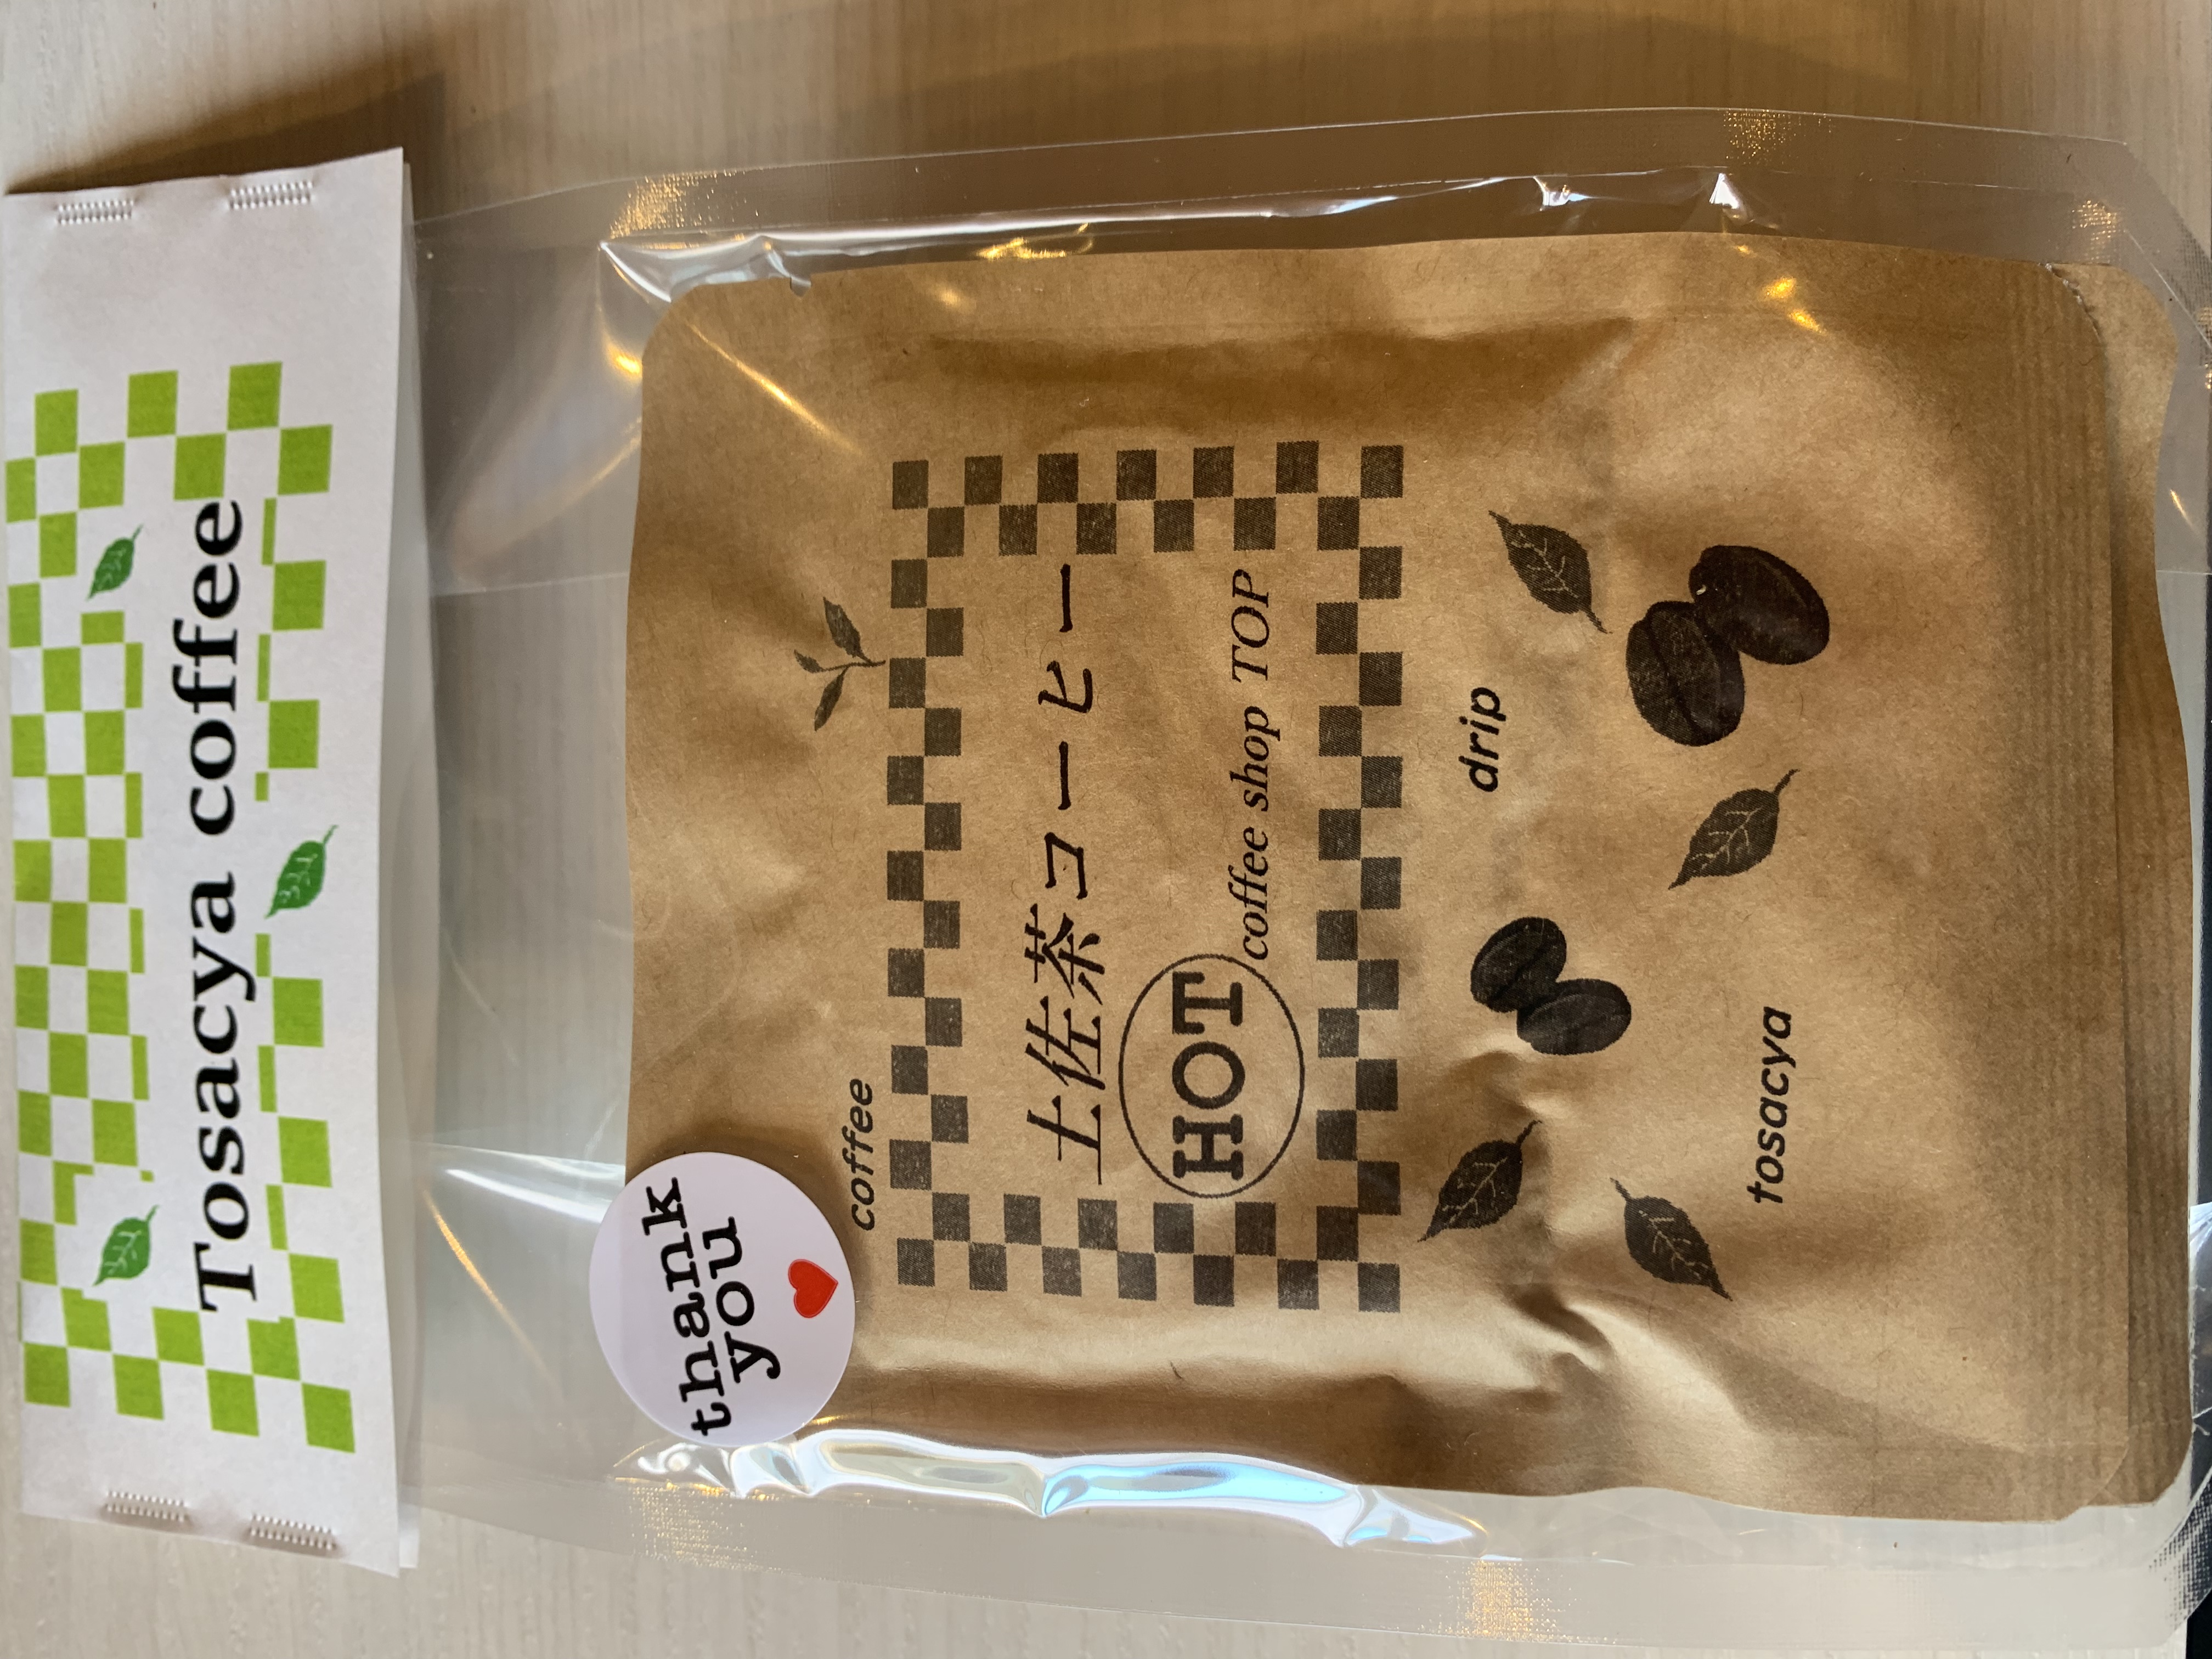 Tosacya coffee
thank
you
coffee
土佐茶コーヒー
HOT
coffee shop TOP
drip
tosacya